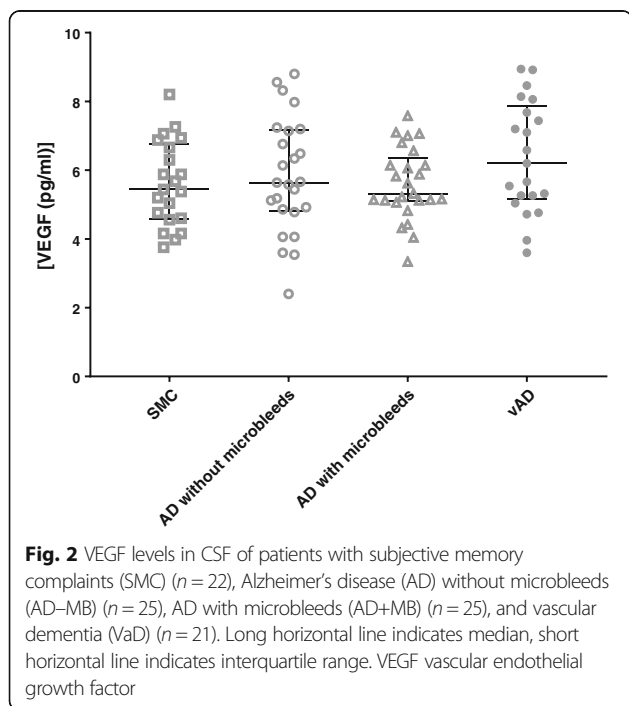 10
8
6
4
2
0
[VEGF (pg/ml)]
SMC
AD without microbleeds
AD with microbleeds
vAD
Fig. 2 VEGF levels in CSF of patients with subjective memory
complaints (SMC) (n = 22), Alzheimer's disease (AD) without microbleeds
(AD–MB) (n = 25), AD with microbleeds (AD+MB) (n = 25), and vascular
dementia (VaD) (n = 21). Long horizontal line indicates median, short
horizontal line indicates interquartile range. VEGF vascular endothelial
growth factor